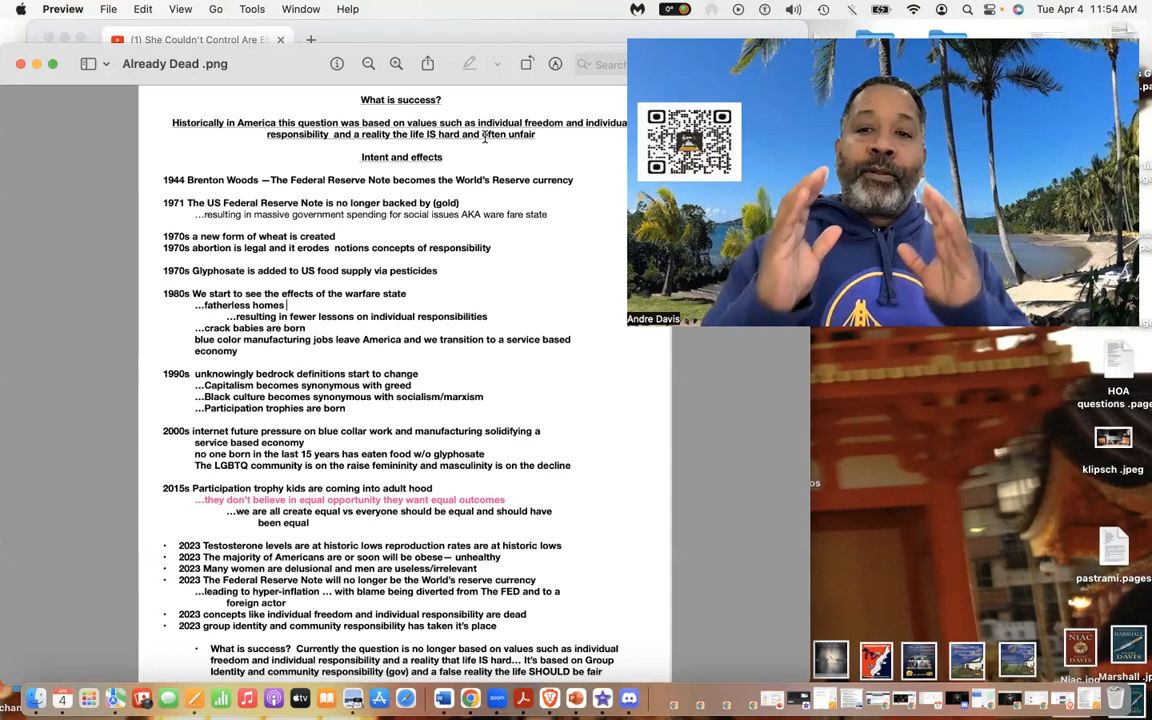 Preview File Edit View Go Tools Window Help
0° Tue Apr 4 11:54 AM
(1) She Couldn't Control Are E
Already Dead .png
Search
What is success?
Historically in America this question was based on values such as individual freedom and individua
responsibility and a reality the life IS hard and often unfair
Intent and effects
1944 Brenton Woods —The Federal Reserve Note becomes the World's Reserve currency
1971 The US Federal Reserve Note is no longer backed by (gold)
...resulting in massive government spending for social issues AKA ware fare state
1970s a new form of wheat is created
1970s abortion is legal and it erodes notions concepts of responsibility
1970s Glyphosate is added to US food supply via pesticides
1980s We start to see the effects of the warfare state
...fatherless homes
...resulting in fewer lessons on individual responsibilities
...crack babies are born
blue color manufacturing jobs leave America and we transition to a service based
economy
1990s unknowingly bedrock definitions start to change
...Capitalism becomes synonymous with greed
...Black culture becomes synonymous with socialism/marxism
...Participation trophies are born
2000s internet future pressure on blue collar work and manufacturing solidifying a
service based economy
no one born in the last 15 years has eaten food w/o glyphosate
The LGBTQ community is on the raise femininity and masculinity is on the decline
2015s Participation trophy kids are coming into adult hood
...they don't believe in equal opportunity they want equal outcomes
...we are all create equal vs everyone should be equal and should have
been equal
• 2023 Testosterone levels are at historic lows reproduction rates are at historic lows
• 2023 The majority of Americans are or soon will be obese— unhealthy
• 2023 Many women are delusional and men are useless/irrelevant
• 2023 The Federal Reserve Note will no longer be the World's reserve currency
...leading to hyper-inflation ... with blame being diverted from The FED and to a
foreign actor
• 2023 concepts like individual freedom and individual responsibility are dead
• 2023 group identity and community responsibility has taken it's place
• What is success? Currently the question is no longer based on values such as individual
freedom and individual responsibility and a reality that life IS hard... It's based on Group
Identity and community responsibility (gov) and a false reality the life SHOULD be fair
Andre Davis
HOA
questions .page
klipsch .jpeg
pastrami.pages
NIAC
DAVIS
MARSHALL
DAVIS
Niac.jpg
Marshall .jp